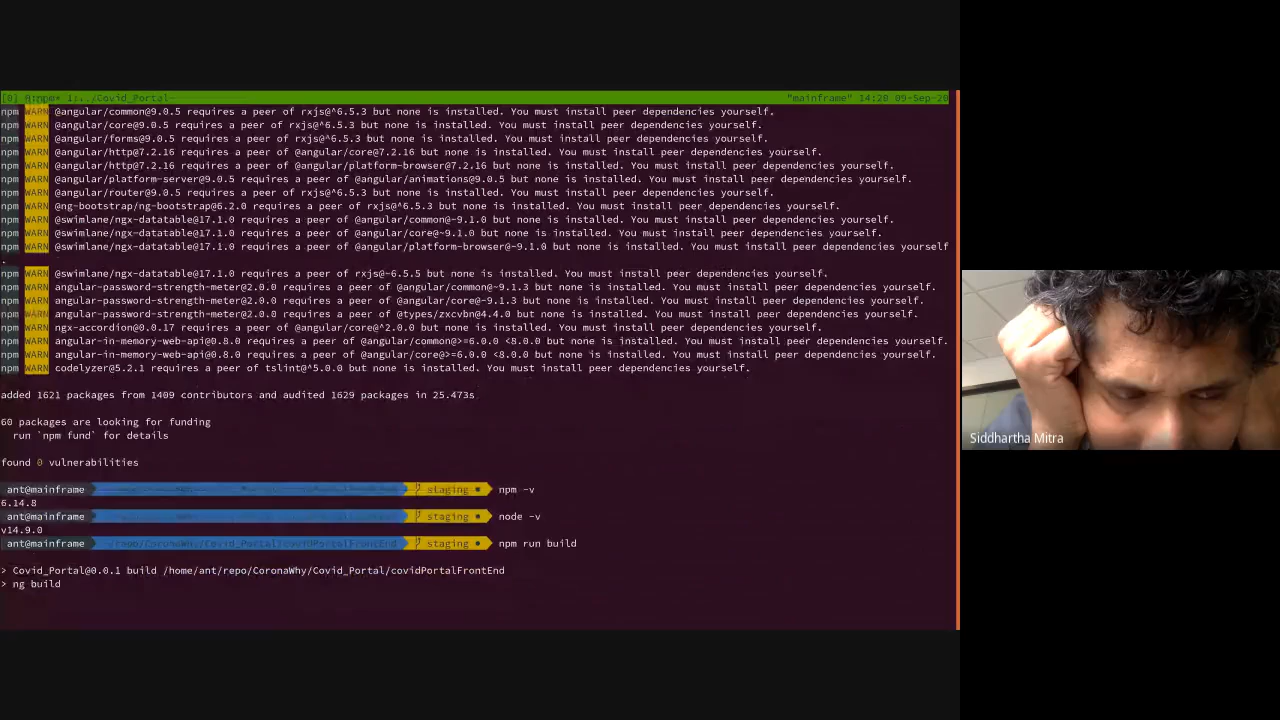 [0] 0:npm* 1:../Covid_Portal- "mainframe" 14:20 09-Sep-20
npm WARN @angular/common@9.0.5 requires a peer of rxjs@^6.5.3 but none is installed. You must install peer dependencies yourself.
npm WARN @angular/core@9.0.5 requires a peer of rxjs@^6.5.3 but none is installed. You must install peer dependencies yourself.
npm WARN @angular/forms@9.0.5 requires a peer of rxjs@^6.5.3 but none is installed. You must install peer dependencies yourself.
npm WARN @angular/http@7.2.16 requires a peer of @angular/core@7.2.16 but none is installed. You must install peer dependencies yourself.
npm WARN @angular/http@7.2.16 requires a peer of @angular/platform-browser@7.2.16 but none is installed. You must install peer dependencies yourself.
npm WARN @angular/platform-server@9.0.5 requires a peer of @angular/animations@9.0.5 but none is installed. You must install peer dependencies yourself.
npm WARN @angular/router@9.0.5 requires a peer of rxjs@^6.5.3 but none is installed. You must install peer dependencies yourself.
npm WARN @ng-bootstrap/ng-bootstrap@6.2.0 requires a peer of rxjs@^6.5.3 but none is installed. You must install peer dependencies yourself.
npm WARN @swimlane/ngx-datatable@17.1.0 requires a peer of @angular/common@~9.1.0 but none is installed. You must install peer dependencies yourself.
npm WARN @swimlane/ngx-datatable@17.1.0 requires a peer of @angular/core@~9.1.0 but none is installed. You must install peer dependencies yourself.
npm WARN @swimlane/ngx-datatable@17.1.0 requires a peer of @angular/platform-browser@~9.1.0 but none is installed. You must install peer dependencies yourself
.
npm WARN @swimlane/ngx-datatable@17.1.0 requires a peer of rxjs@~6.5.5 but none is installed. You must install peer dependencies yourself.
npm WARN angular-password-strength-meter@2.0.0 requires a peer of @angular/common@~9.1.3 but none is installed. You must install peer dependencies yourself.
npm WARN angular-password-strength-meter@2.0.0 requires a peer of @angular/core@~9.1.3 but none is installed. You must install peer dependencies yourself.
npm WARN angular-password-strength-meter@2.0.0 requires a peer of @types/zxcvbn@4.4.0 but none is installed. You must install peer dependencies yourself.
npm WARN ngx-accordion@0.0.17 requires a peer of @angular/core@^2.0.0 but none is installed. You must install peer dependencies yourself.
npm WARN angular-in-memory-web-api@0.8.0 requires a peer of @angular/common@>=6.0.0 <8.0.0 but none is installed. You must install peer dependencies yourself.
npm WARN angular-in-memory-web-api@0.8.0 requires a peer of @angular/core@>=6.0.0 <8.0.0 but none is installed. You must install peer dependencies yourself.
npm WARN codelyzer@5.2.1 requires a peer of tslint@^5.0.0 but none is installed. You must install peer dependencies yourself.
added 1621 packages from 1409 contributors and audited 1629 packages in 25.473s
60 packages are looking for funding
run `npm fund` for details
found 0 vulnerabilities
ant@mainframe staging npm -v
6.14.8
ant@mainframe staging node -v
v14.9.0
ant@mainframe ~/repo/CoronaWhy/Covid_Portal/covidPortalFrontEnd staging npm run build
> Covid_Portal@0.0.1 build /home/ant/repo/CoronaWhy/Covid_Portal/covidPortalFrontEnd
> ng build
Siddhartha Mitra